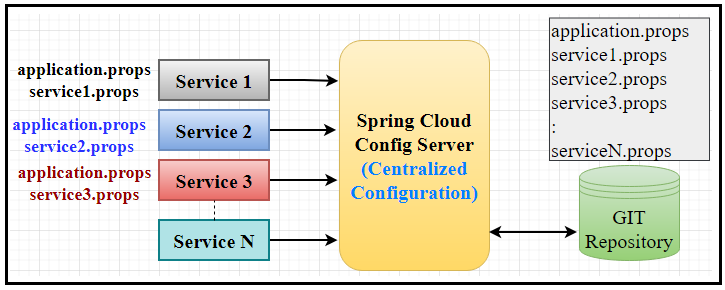 application.props
service1.props
Service 1
application.props
service2.props
Service 2
application.props
service3.props
Service 3
Service N
Spring Cloud
Config Server
(Centralized
Configuration)
application.props
service1.props
service2.props
service3.props
:
serviceN.props
GIT
Repository